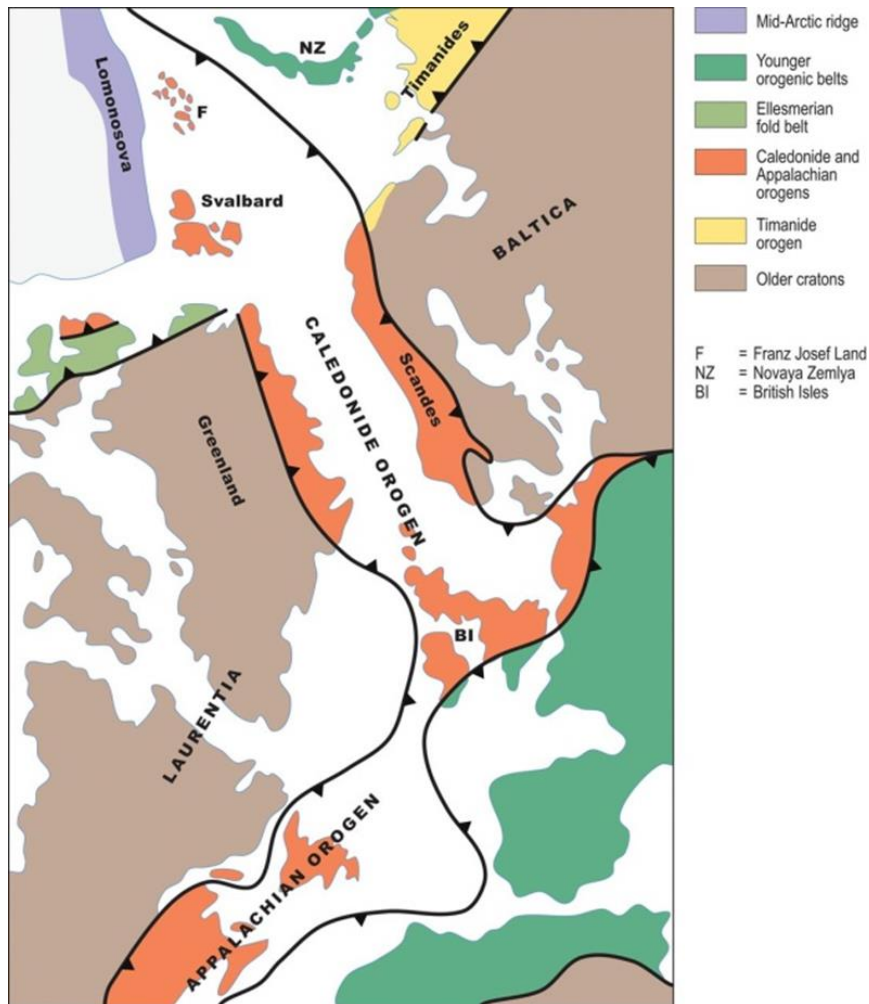 NZ
Timanides
Lomonosova
F
Svalbard
BALTICA
CALEDONIDE OROGEN
Scandes
Greenland
BI
LAURENTIA
APPALACHIAN OROGEN
Mid-Arctic ridge
Younger
orogenic belts
Ellesmerian
fold belt
Caledonide and
Appalachian
orogens
Timanide
orogen
Older cratons
F = Franz Josef Land
NZ = Novaya Zemlya
BI = British Isles